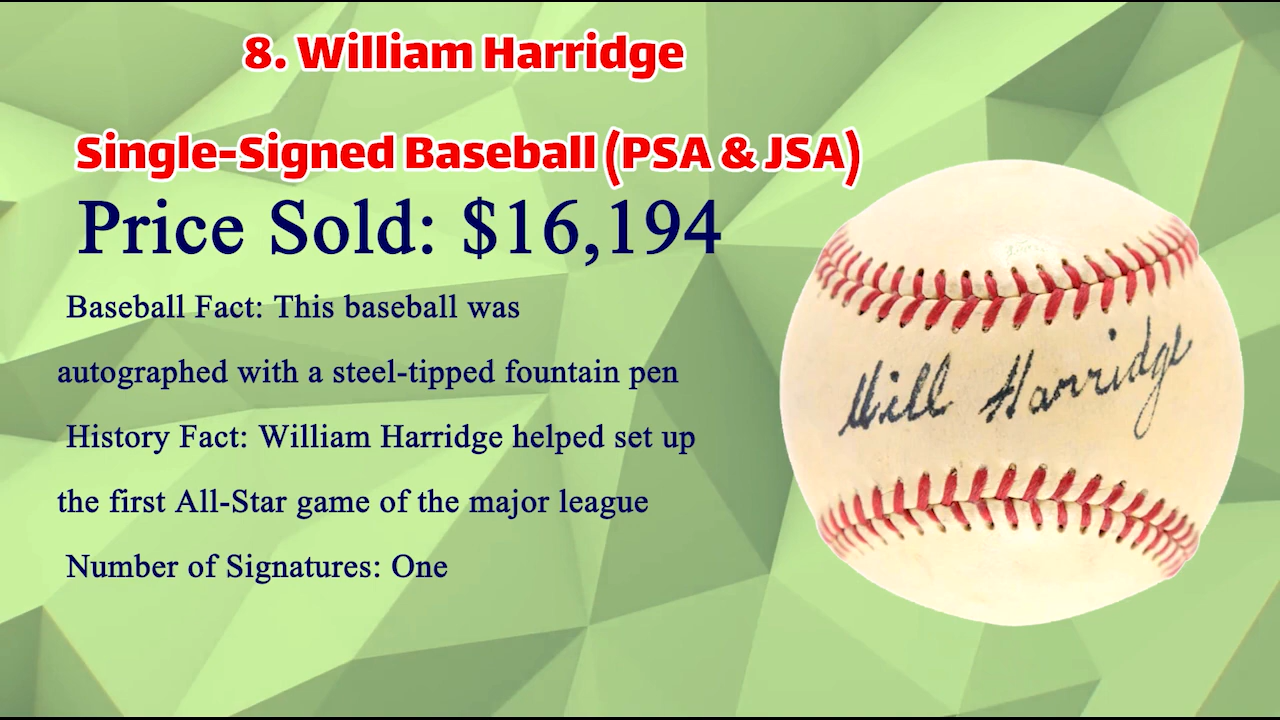 8. William Harridge
Single-Signed Baseball (PSA & JSA)
Price Sold: $16,194
Baseball Fact: This baseball was
autographed with a steel-tipped fountain pen
History Fact: William Harridge helped set up
the first All-Star game of the major league
Number of Signatures: One
Will Harridge